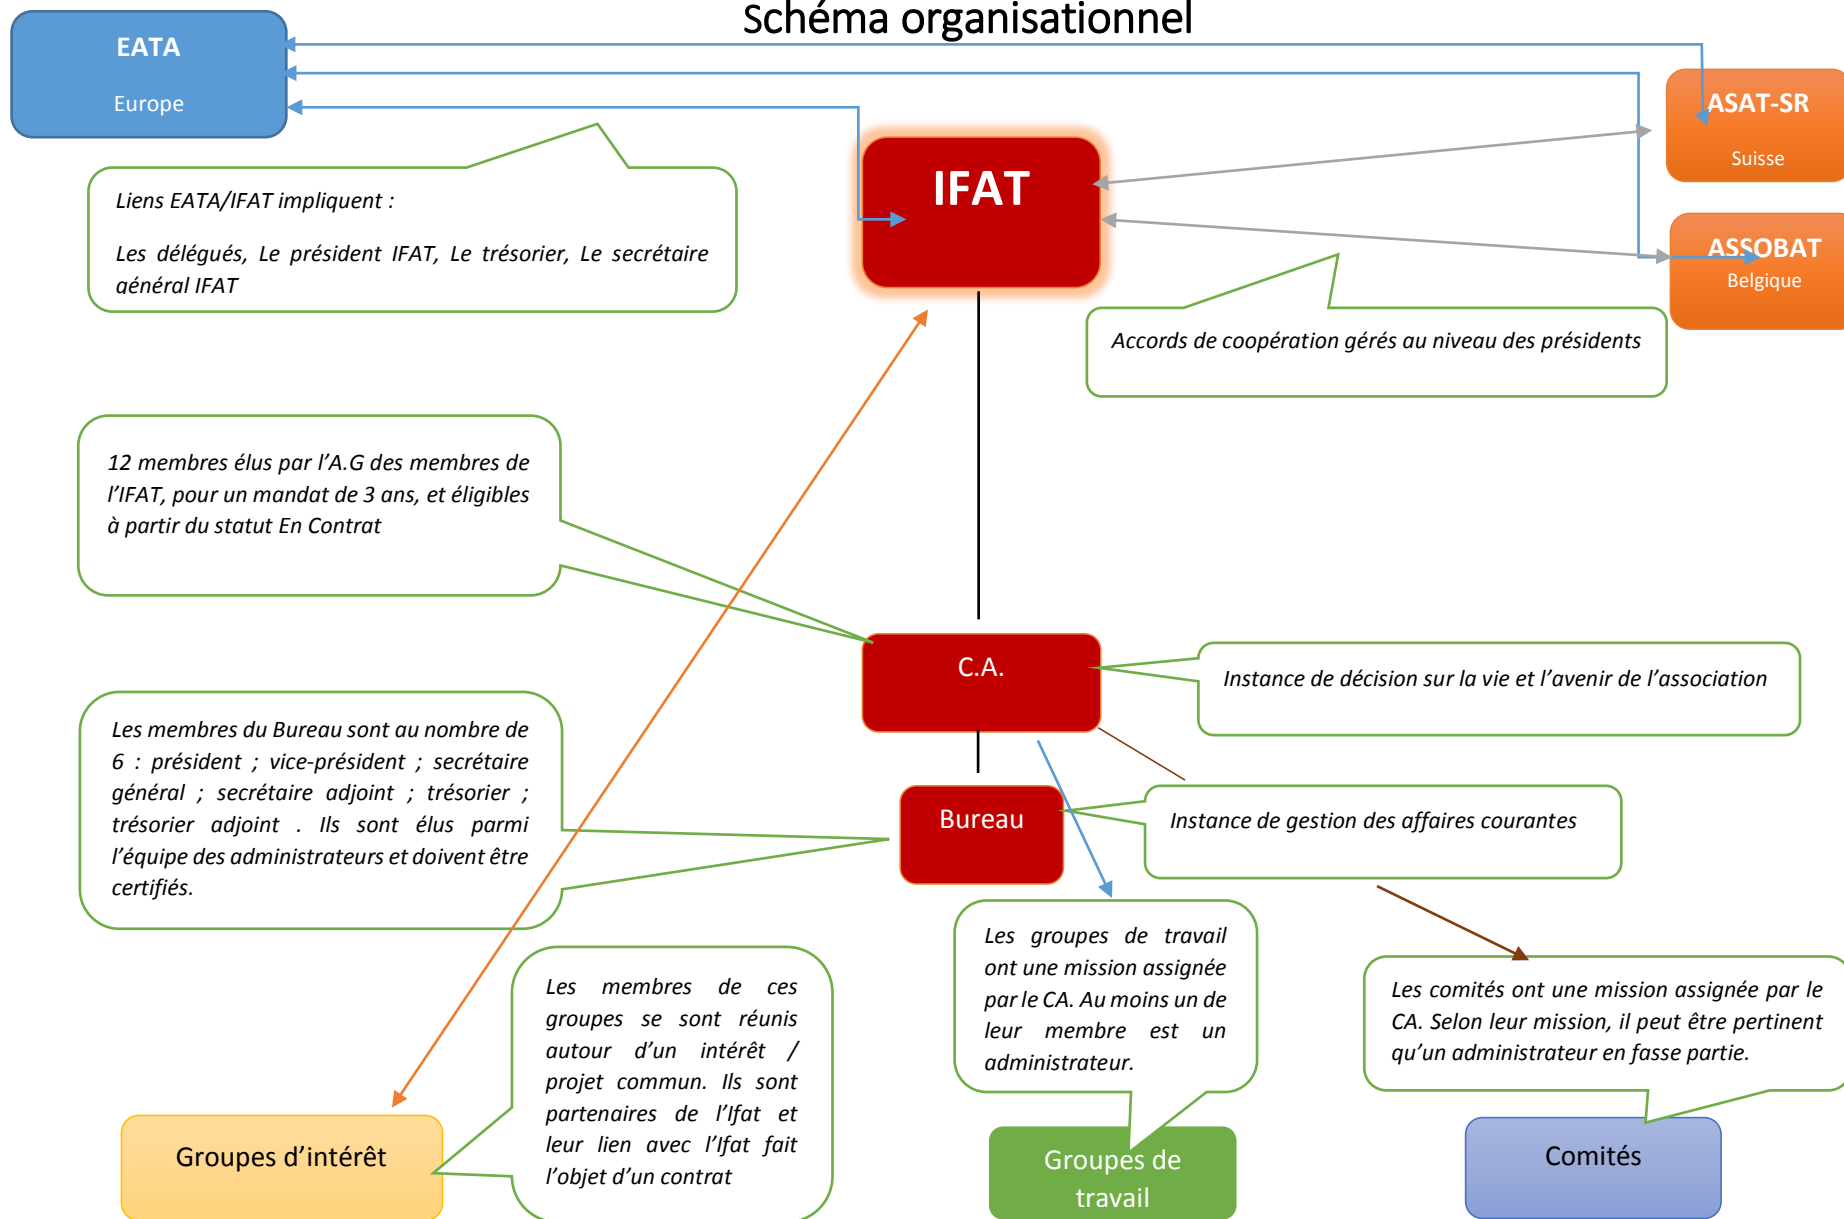 Schéma organisationnel
EATA
Europe
ASAT-SR
Suisse
IFAT
ASSOBAT
Belgique
Liens EATA/IFAT impliquent :
Les délégués, Le président IFAT, Le trésorier, Le secrétaire
général IFAT
Accords de coopération gérés au niveau des présidents
12 membres élus par l’A.G des membres de
l’IFAT, pour un mandat de 3 ans, et éligibles
à partir du statut En Contrat
C.A.
Instance de décision sur la vie et l’avenir de l’association
Les membres du Bureau sont au nombre de
6 : président ; vice-président ; secrétaire
général ; secrétaire adjoint ; trésorier ;
trésorier adjoint . Ils sont élus parmi
l’équipe des administrateurs et doivent être
certifiés.
Bureau
Instance de gestion des affaires courantes
Les membres de ces
groupes se sont réunis
autour d’un intérêt /
projet commun. Ils sont
partenaires de l’Ifat et
leur lien avec l’Ifat fait
l’objet d’un contrat
Les groupes de travail
ont une mission assignée
par le CA. Au moins un de
leur membre est un
administrateur.
Les comités ont une mission assignée par le
CA. Selon leur mission, il peut être pertinent
qu’un administrateur en fasse partie.
Groupes d’intérêt
Groupes de
travail
Comités